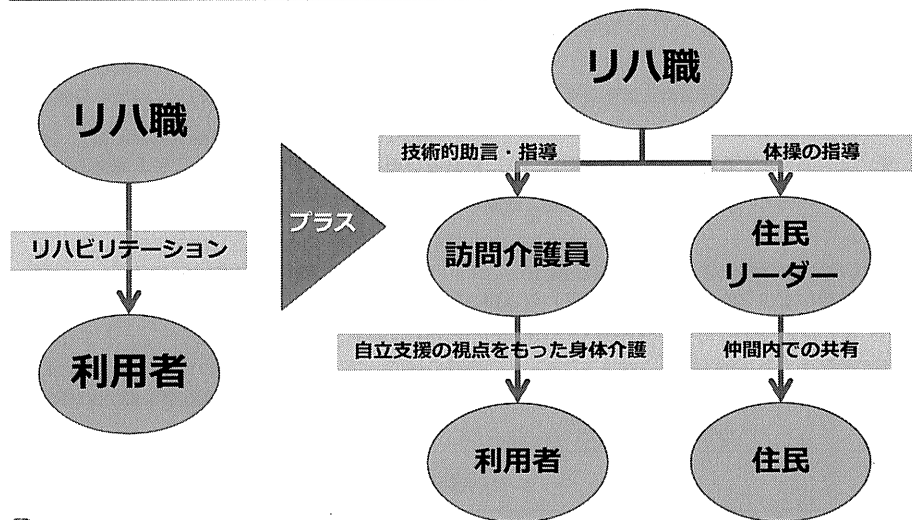 リハ職
リハビリテーション
利用者
プラス
リハ職
技術的助言・指導
体操の指導
訪問介護員
住民
リーダー
自立支援の視点をもった身体介護
仲間内での共有
利用者
住民